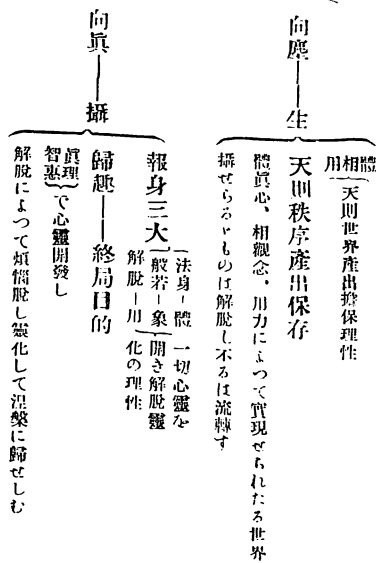 向塵――生
體相用｝天則世界產出擔保理性
天則秩序產出保存
體眞心、相觀念、用力によつて實現せられたる世界
攝せらるゝものは解脫し不るは流轉す
向眞――攝
報身三大
法身－體
般若－象
解脫－用
一切心靈を
開き解脫靈
化の理性
歸趣――終局目的
眞理
智惠｝で心靈開發し
解脫によつて煩惱脫し靈化して涅槃に歸せしむ